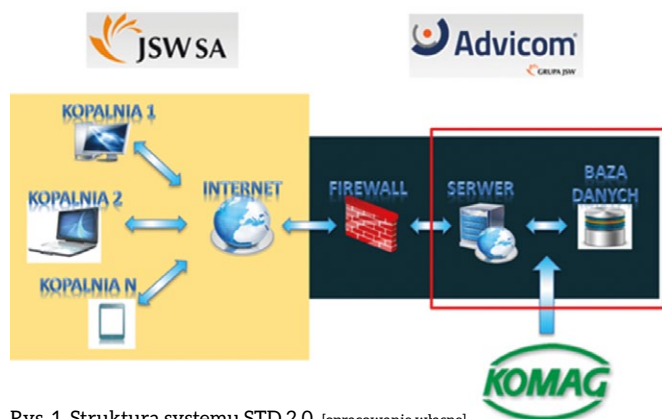 JSW SA
Advicom
GRUPA JSW
KOPALNIA 1
KOPALNIA 2
KOPALNIA N
INTERNET
FIREWALL
SERWER
BAZA
DANYCH
KOMAG
Rys. 1. Struktura systemu STD 2.0 [opracowanie własne]